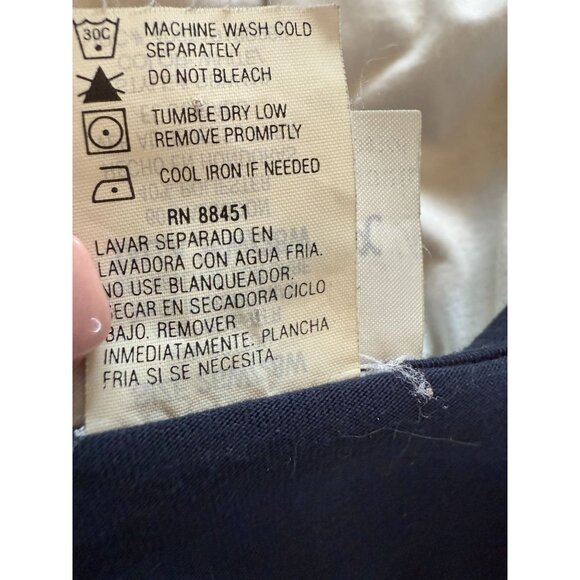 30C MACHINE WASH COLD
SEPARATELY
DO NOT BLEACH
TUMBLE DRY LOW
REMOVE PROMPTLY
COOL IRON IF NEEDED
RN 88451
LAVAR SEPARADO EN
LAVADORA CON AGUA FRIA.
NO USE BLANQUEADOR.
SECAR EN SECADORA CICLO
BAJO. REMOVER
INMEDIATAMENTE. PLANCHA
FRIA SI SE NECESITA